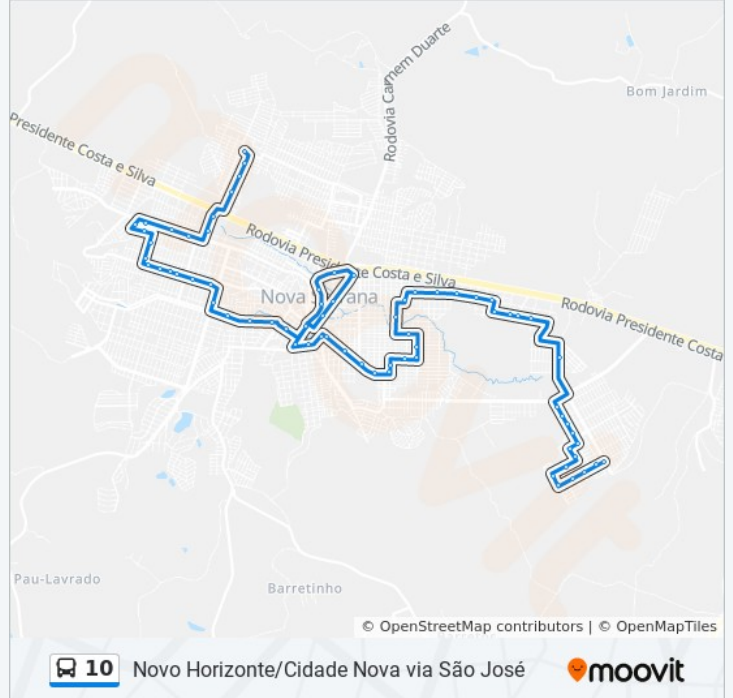 Rodovia Carmem Duarte
Bom Jardim
Presidente Costa e Silva
Rodovia Presidente Costa e Silva
Nova S ana
Rodovia Presidente Costa
Pau-Lavrado
Barretinho
© OpenStreetMap contributors | © OpenMapTiles
10 Novo Horizonte/Cidade Nova via São José moovit